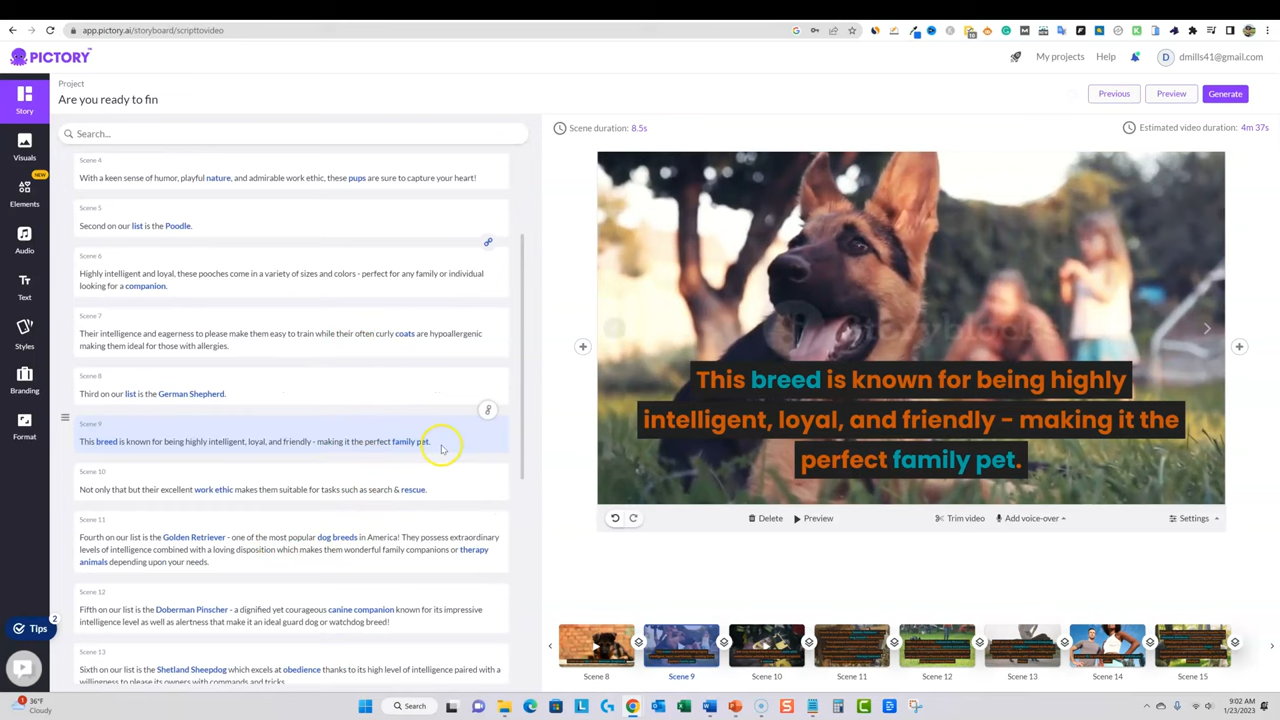 app.pictory.ai/storyboard/scripttovideo
PICTORY
My projects
Help
D
dmills41@gmail.com
Project
Are you ready to fin
Previous
Preview
Generate
Story
Search...
Scene duration: 8.5s
Estimated video duration: 4m 37s
Visuals
NEW
Elements
Audio
Text
Styles
Branding
Format
2
Tips
Scene 4
With a keen sense of humor, playful nature, and admirable work ethic, these pups are sure to capture your heart!
Scene 5
Second on our list is the Poodle.
Scene 6
Highly intelligent and loyal, these pooches come in a variety of sizes and colors - perfect for any family or individual
looking for a companion.
Scene 7
Their intelligence and eagerness to please make them easy to train while their often curly coats are hypoallergenic
making them ideal for those with allergies.
Scene 8
Third on our list is the German Shepherd.
Scene 9
This breed is known for being highly intelligent, loyal, and friendly - making it the perfect family pet.
Scene 10
Not only that but their excellent work ethic makes them suitable for tasks such as search & rescue.
Scene 11
Fourth on our list is the Golden Retriever - one of the most popular dog breeds in America! They possess extraordinary
levels of intelligence combined with a loving disposition which makes them wonderful family companions or therapy
animals depending upon your needs.
Scene 12
Fifth on our list is the Doberman Pinscher - a dignified yet courageous canine companion known for its impressive
intelligence level as well as alertness that make it an ideal guard dog or watchdog breed!
Scene 13
Sixth on our list is the Shetland Sheepdog which excels at obedience thanks to its high level of intelligence paired with a
willingness to please its owners with commands and tricks.
This breed is known for being highly
intelligent, loyal, and friendly - making it the
perfect family pet.
Delete
Preview
Trim video
Add voice-over
Settings
Scene 8
Scene 9
Scene 10
Scene 11
Scene 12
Scene 13
Scene 14
Scene 15
36°F
Cloudy
Search
9:02 AM
1/23/2023